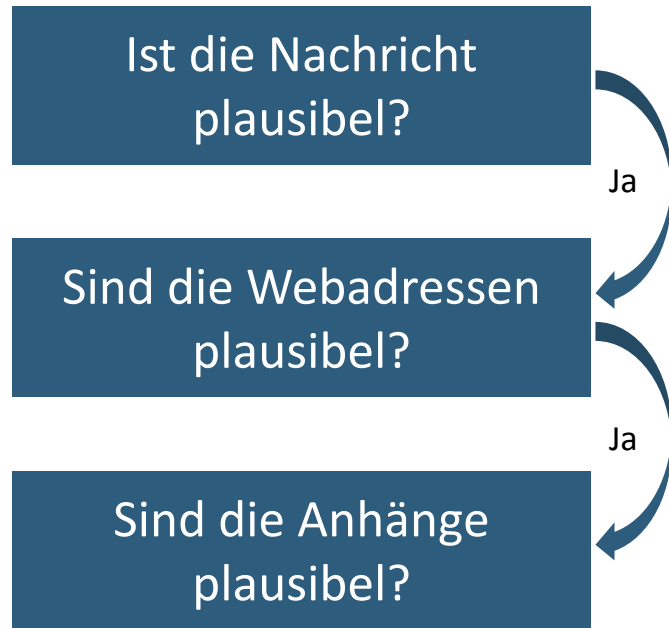 Ist die Nachricht
plausibel?
Ja
Sind die Webadressen
plausibel?
Ja
Sind die Anhänge
plausibel?